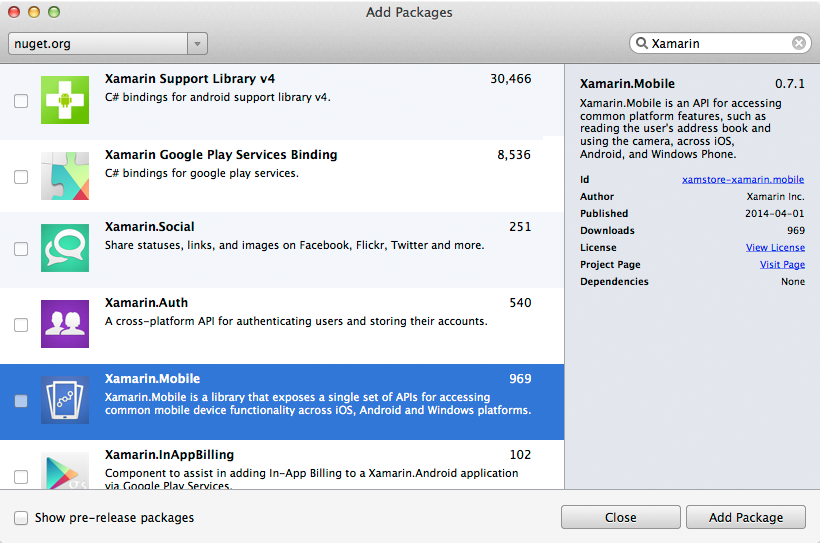 Add Packages
nuget.org
Xamarin
Xamarin Support Library v4 30,466
C# bindings for android support library v4.
Xamarin Google Play Services Binding 8,536
C# bindings for google play services.
Xamarin.Social 251
Share statuses, links, and images on Facebook, Flickr, Twitter and more.
Xamarin.Auth 540
A cross-platform API for authenticating users and storing their accounts.
Xamarin.Mobile 969
Xamarin.Mobile is a library that exposes a single set of APIs for accessing
common mobile device functionality across iOS, Android and Windows platforms.
Xamarin.InAppBilling 102
Component to assist in adding In-App Billing to a Xamarin.Android application
via Google Play Services.
Xamarin.Mobile 0.7.1
Xamarin.Mobile is an API for accessing
common platform features, such as
reading the user's address book and
using the camera, across iOS,
Android, and Windows Phone.
Id xamstore-xamarin.mobile
Author Xamarin Inc.
Published 2014-04-01
Downloads 969
License View License
Project Page Visit Page
Dependencies None
Show pre-release packages
Close
Add Package